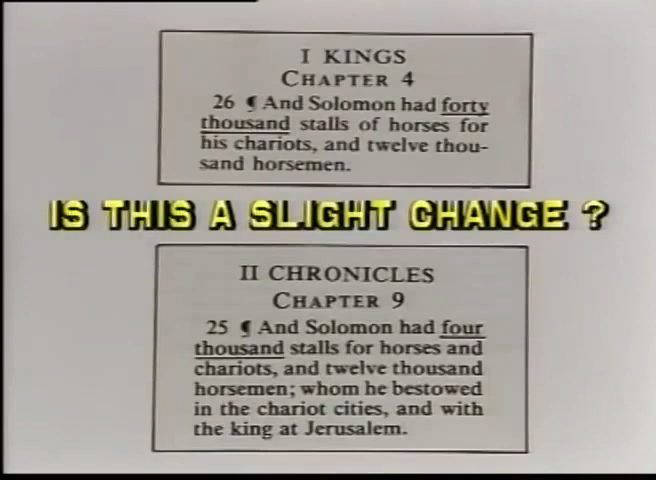 I KINGS
CHAPTER 4
26 ¶ And Solomon had forty
thousand stalls of horses for
his chariots, and twelve thou-
sand horsemen.
IS THIS A SLIGHT CHANGE ?
II CHRONICLES
CHAPTER 9
25 ¶ And Solomon had four
thousand stalls for horses and
chariots, and twelve thousand
horsemen; whom he bestowed
in the chariot cities, and with
the king at Jerusalem.